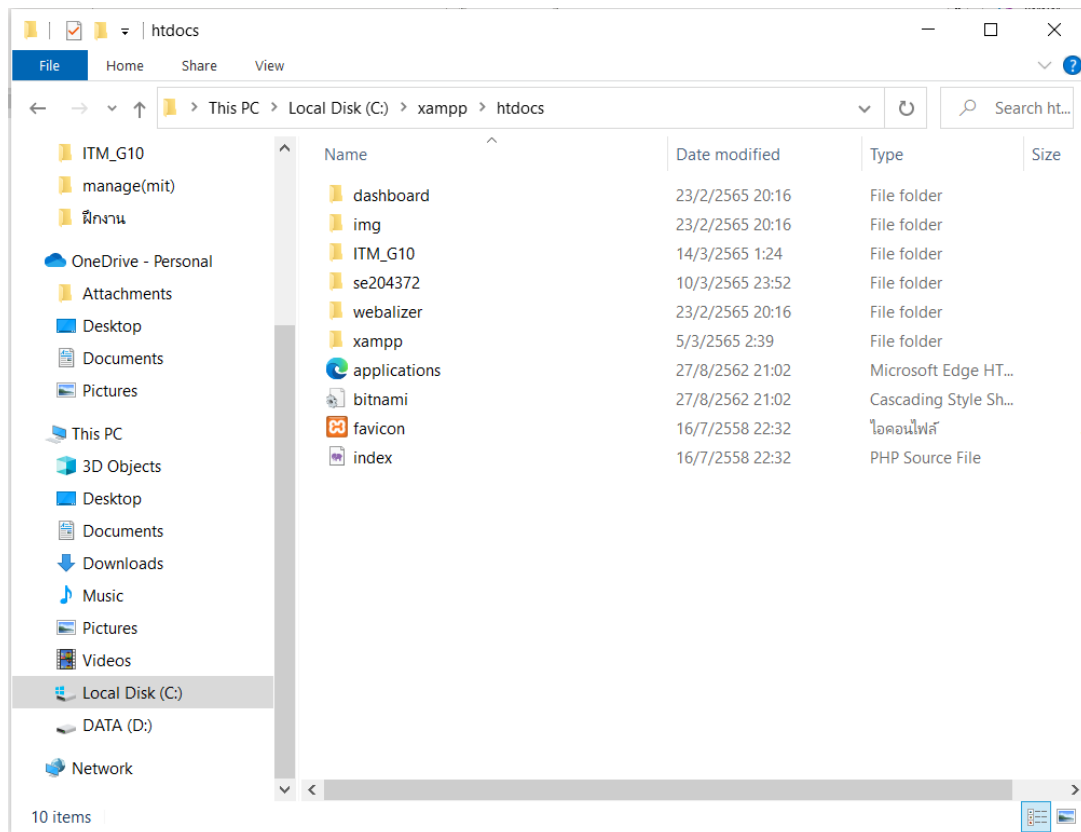 htdocs
File Home Share View
This PC Local Disk (C:) xampp htdocs Search ht...
ITM_G10
manage(mit)
ฝึกงาน
OneDrive - Personal
Attachments
Desktop
Documents
Pictures
This PC
3D Objects
Desktop
Documents
Downloads
Music
Pictures
Videos
Local Disk (C:)
DATA (D:)
Network
Name Date modified Type Size
dashboard 23/2/2565 20:16 File folder
img 23/2/2565 20:16 File folder
ITM_G10 14/3/2565 1:24 File folder
se204372 10/3/2565 23:52 File folder
webalizer 23/2/2565 20:16 File folder
xampp 5/3/2565 2:39 File folder
applications 27/8/2562 21:02 Microsoft Edge HT...
bitnami 27/8/2562 21:02 Cascading Style Sh...
favicon 16/7/2558 22:32 ไอคอนไฟล์
index 16/7/2558 22:32 PHP Source File
10 items